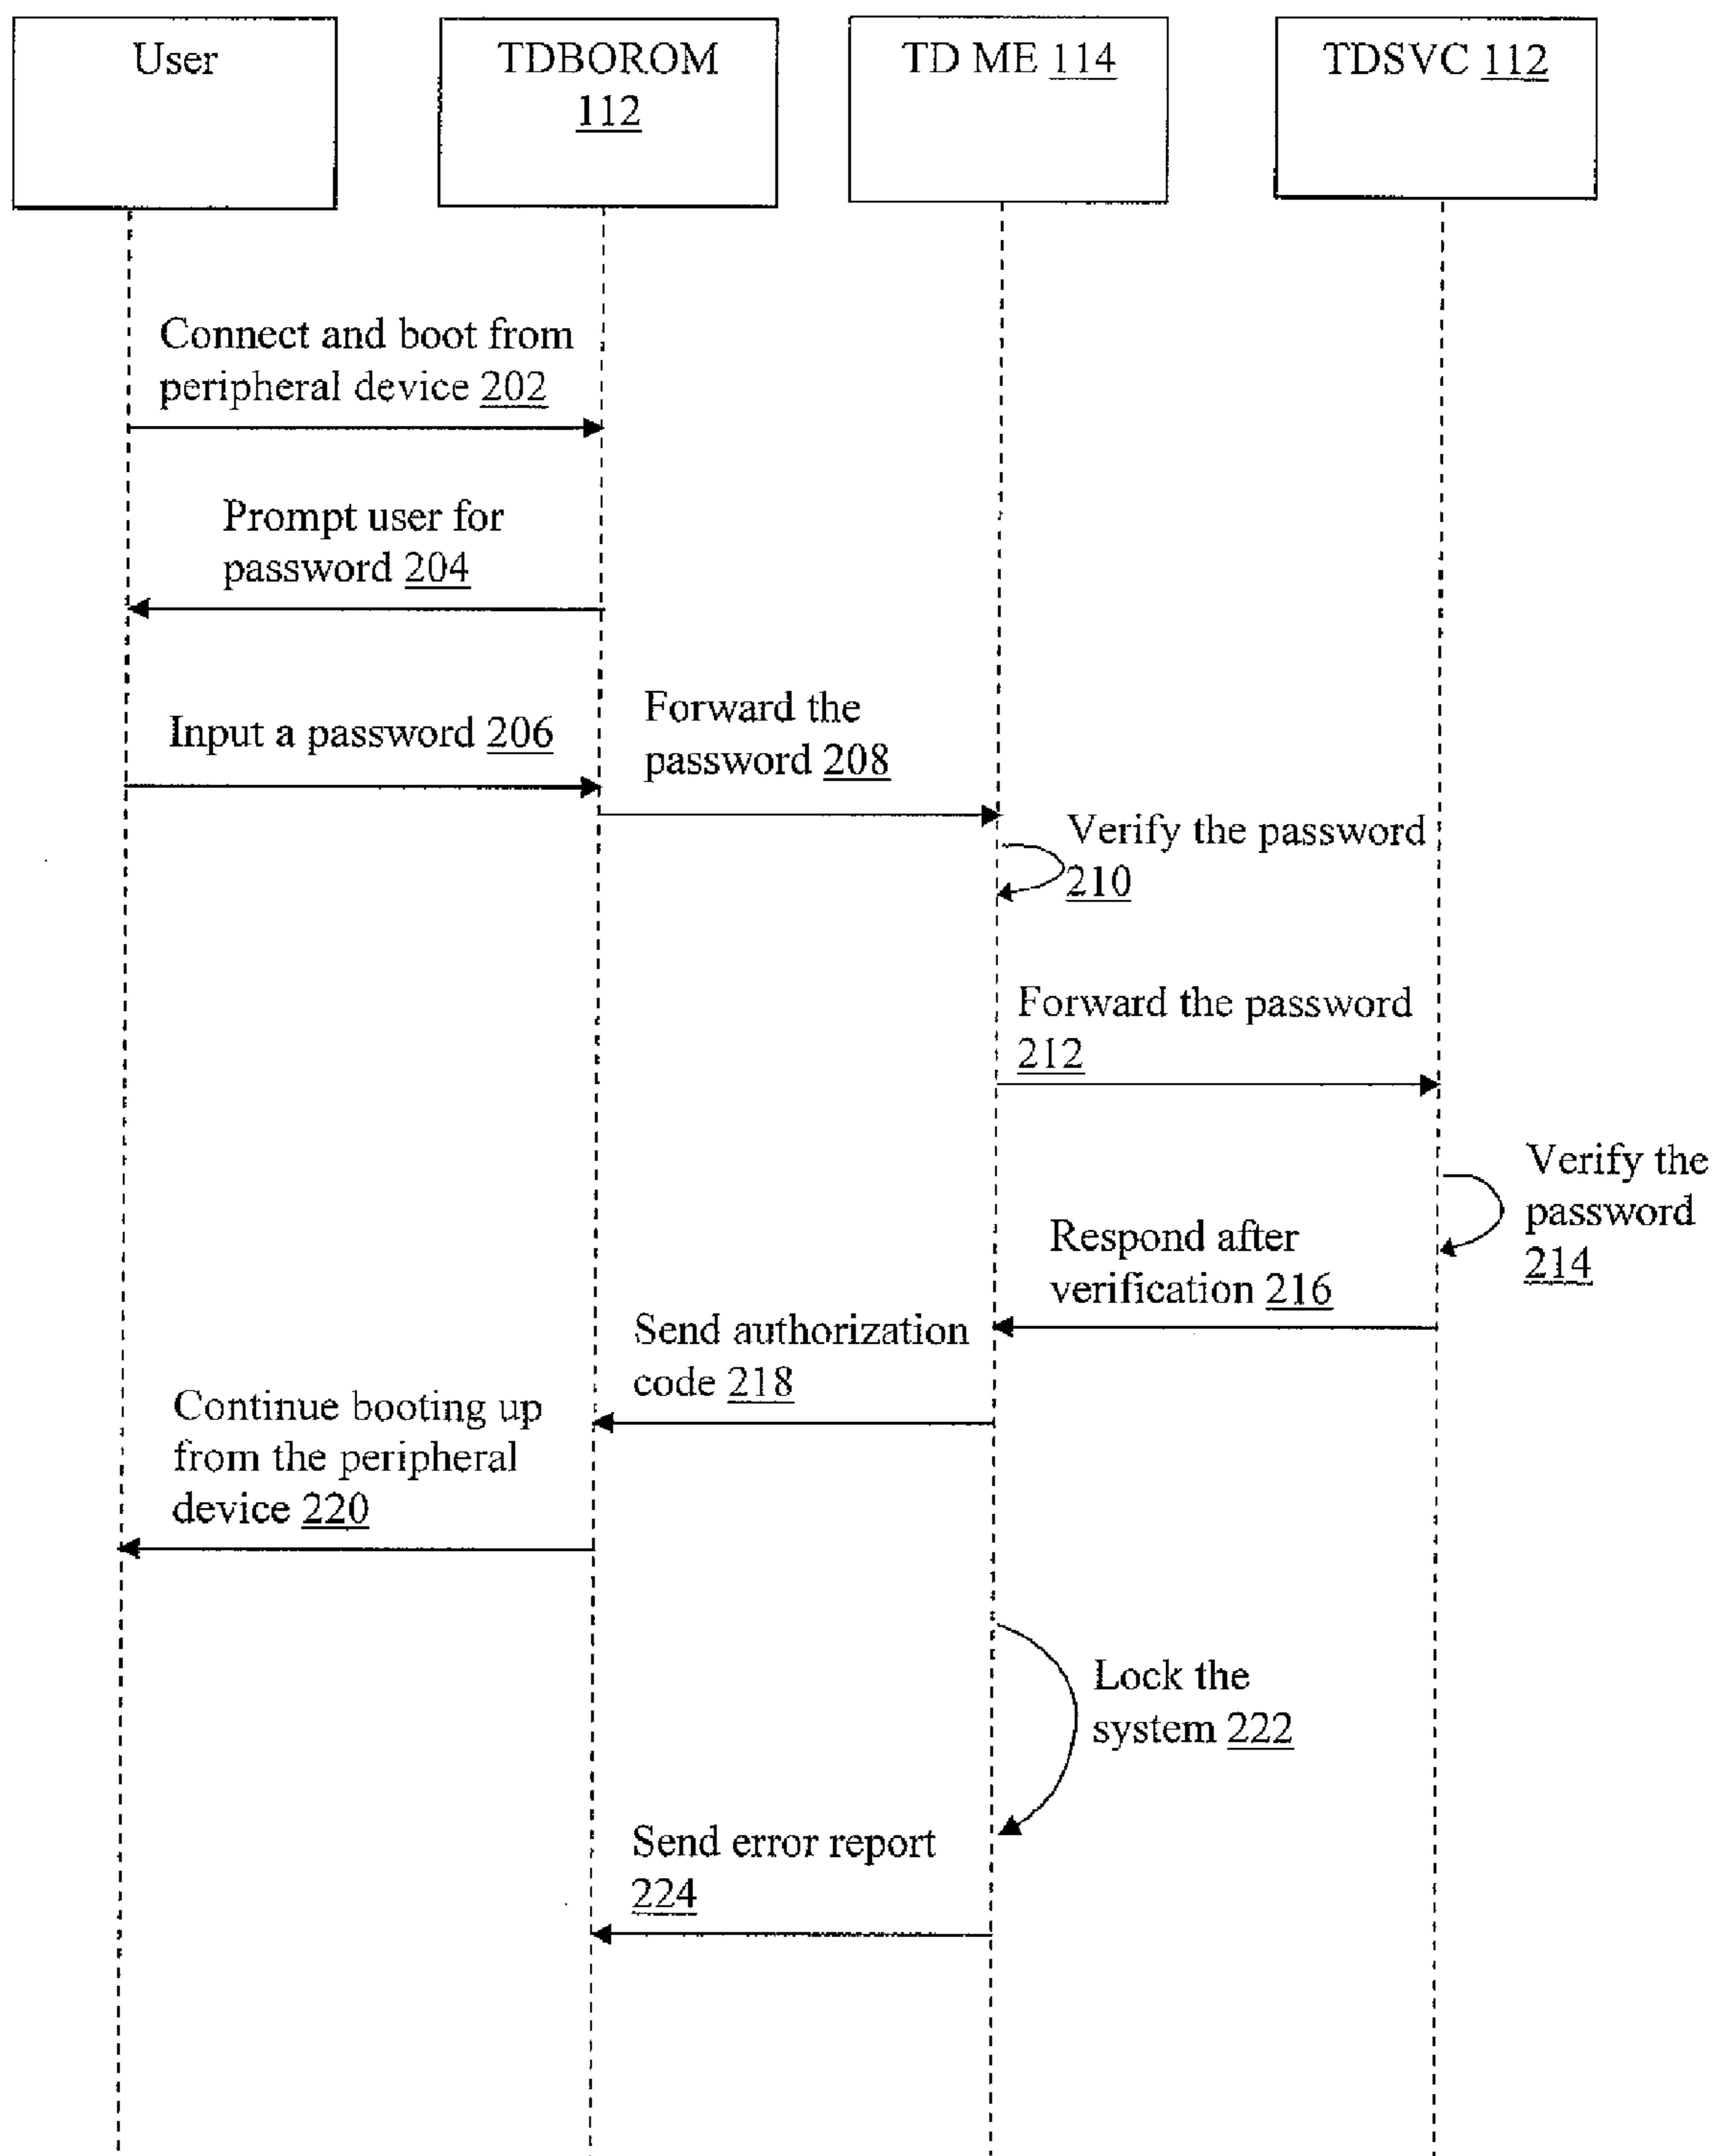 User
TDBOROM
112
TD ME 114
TDSVC 112
Connect and boot from
peripheral device 202
Prompt user for
password 204
Input a password 206
Forward the
password 208
Verify the password
210
Forward the password
212
Verify the
password
214
Respond after
verification 216
Send authorization
code 218
Continue booting up
from the peripheral
device 220
Lock the
system 222
Send error report
224